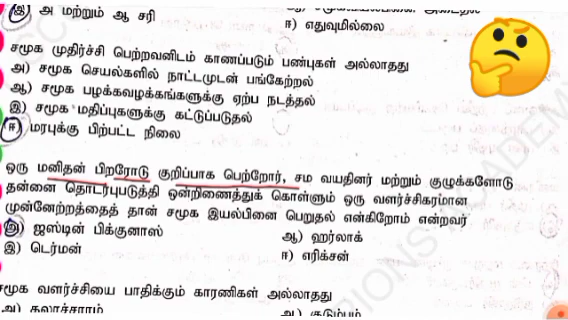 இ) அ மற்றும் ஆ சரி
ஈ) எதுவுமில்லை
சமூக முதிர்ச்சி பெற்றவனிடம் காணப்படும் பண்புகள் அல்லாதது
அ) சமூக செயல்களில் நாட்டமுடன் பங்கேற்றல்
ஆ) சமூக பழக்கவழக்கங்களுக்கு ஏற்ப நடத்தல்
இ) சமூக மதிப்புகளுக்கு கட்டுப்படுதல்
ஈ) மரபுக்கு பிற்பட்ட நிலை
ஒரு மனிதன் பிறரோடு குறிப்பாக பெற்றோர், சம வயதினர் மற்றும் குழுக்களோடு
தன்னை தொடர்புபடுத்தி ஒன்றிணைத்துக் கொள்ளும் ஒரு வளர்ச்சிகரமான
முன்னேற்றத்தைத் தான் சமூக இயல்பினை பெறுதல் என்கிறோம் என்றவர்
அ) ஜஸ்டின் பிக்குனாஸ்
ஆ) ஹர்லாக்
இ) டெர்மன்
ஈ) எரிக்சன்
சமூக வளர்ச்சியை பாதிக்கும் காரணிகள் அல்லாதது
அ) கலாச்சாரம்
ஆ) குடும்பம்